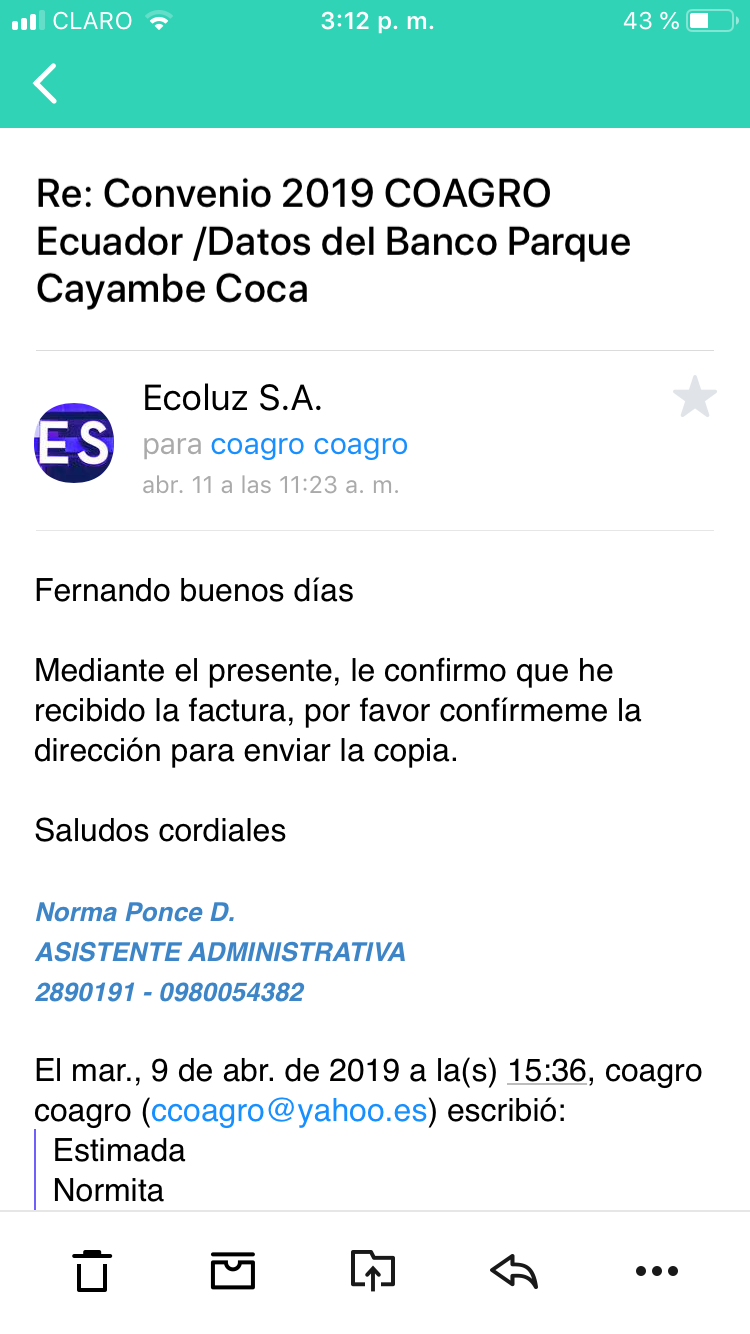 CLARO 3:12 p. m. 43 %
Re: Convenio 2019 COAGRO
Ecuador /Datos del Banco Parque
Cayambe Coca
ES
Ecoluz S.A.
para coagro coagro
abr. 11 a las 11:23 a. m.
Fernando buenos días
Mediante el presente, le confirmo que he
recibido la factura, por favor confírmeme la
dirección para enviar la copia.
Saludos cordiales
Norma Ponce D.
ASISTENTE ADMINISTRATIVA
2890191 - 0980054382
El mar., 9 de abr. de 2019 a la(s) 15:36, coagro
coagro (ccoagro@yahoo.es) escribió:
Estimada
Normita